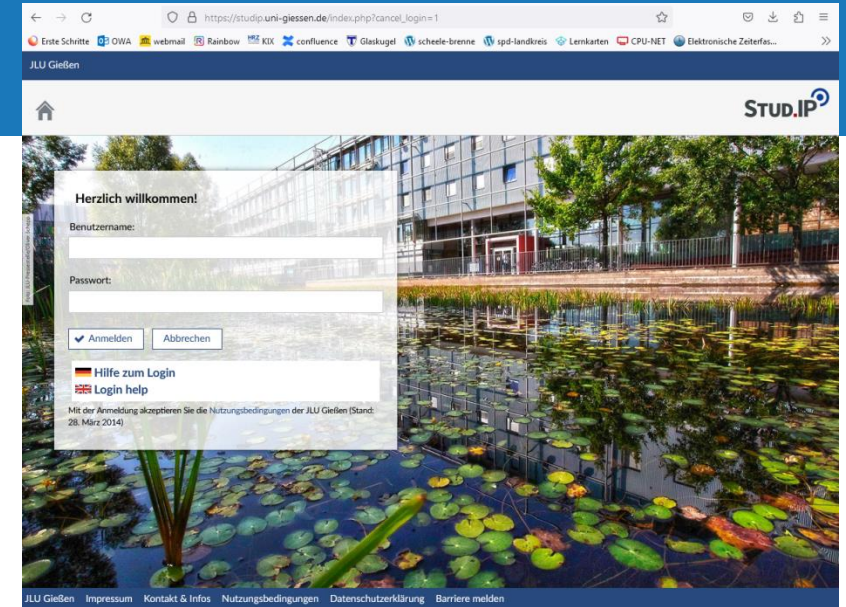 https://studip.uni-giessen.de/index.php?cancel_login=1
Erste Schritte OWA webmail Rainbow KIX confluence Glaskugel scheele-brenne spd-landkreis Lernkarten CPU-NET Elektronische Zeiterfas...
JLU Gießen
STUD.IP
Herzlich willkommen!
Benutzername:
Passwort:
Anmelden Abbrechen
Hilfe zum Login
Login help
Mit der Anmeldung akzeptieren Sie die Nutzungsbedingungen der JLU Gießen (Stand:
28. März 2014)
JLU Gießen Impressum Kontakt & Infos Nutzungsbedingungen Datenschutzerklärung Barriere melden